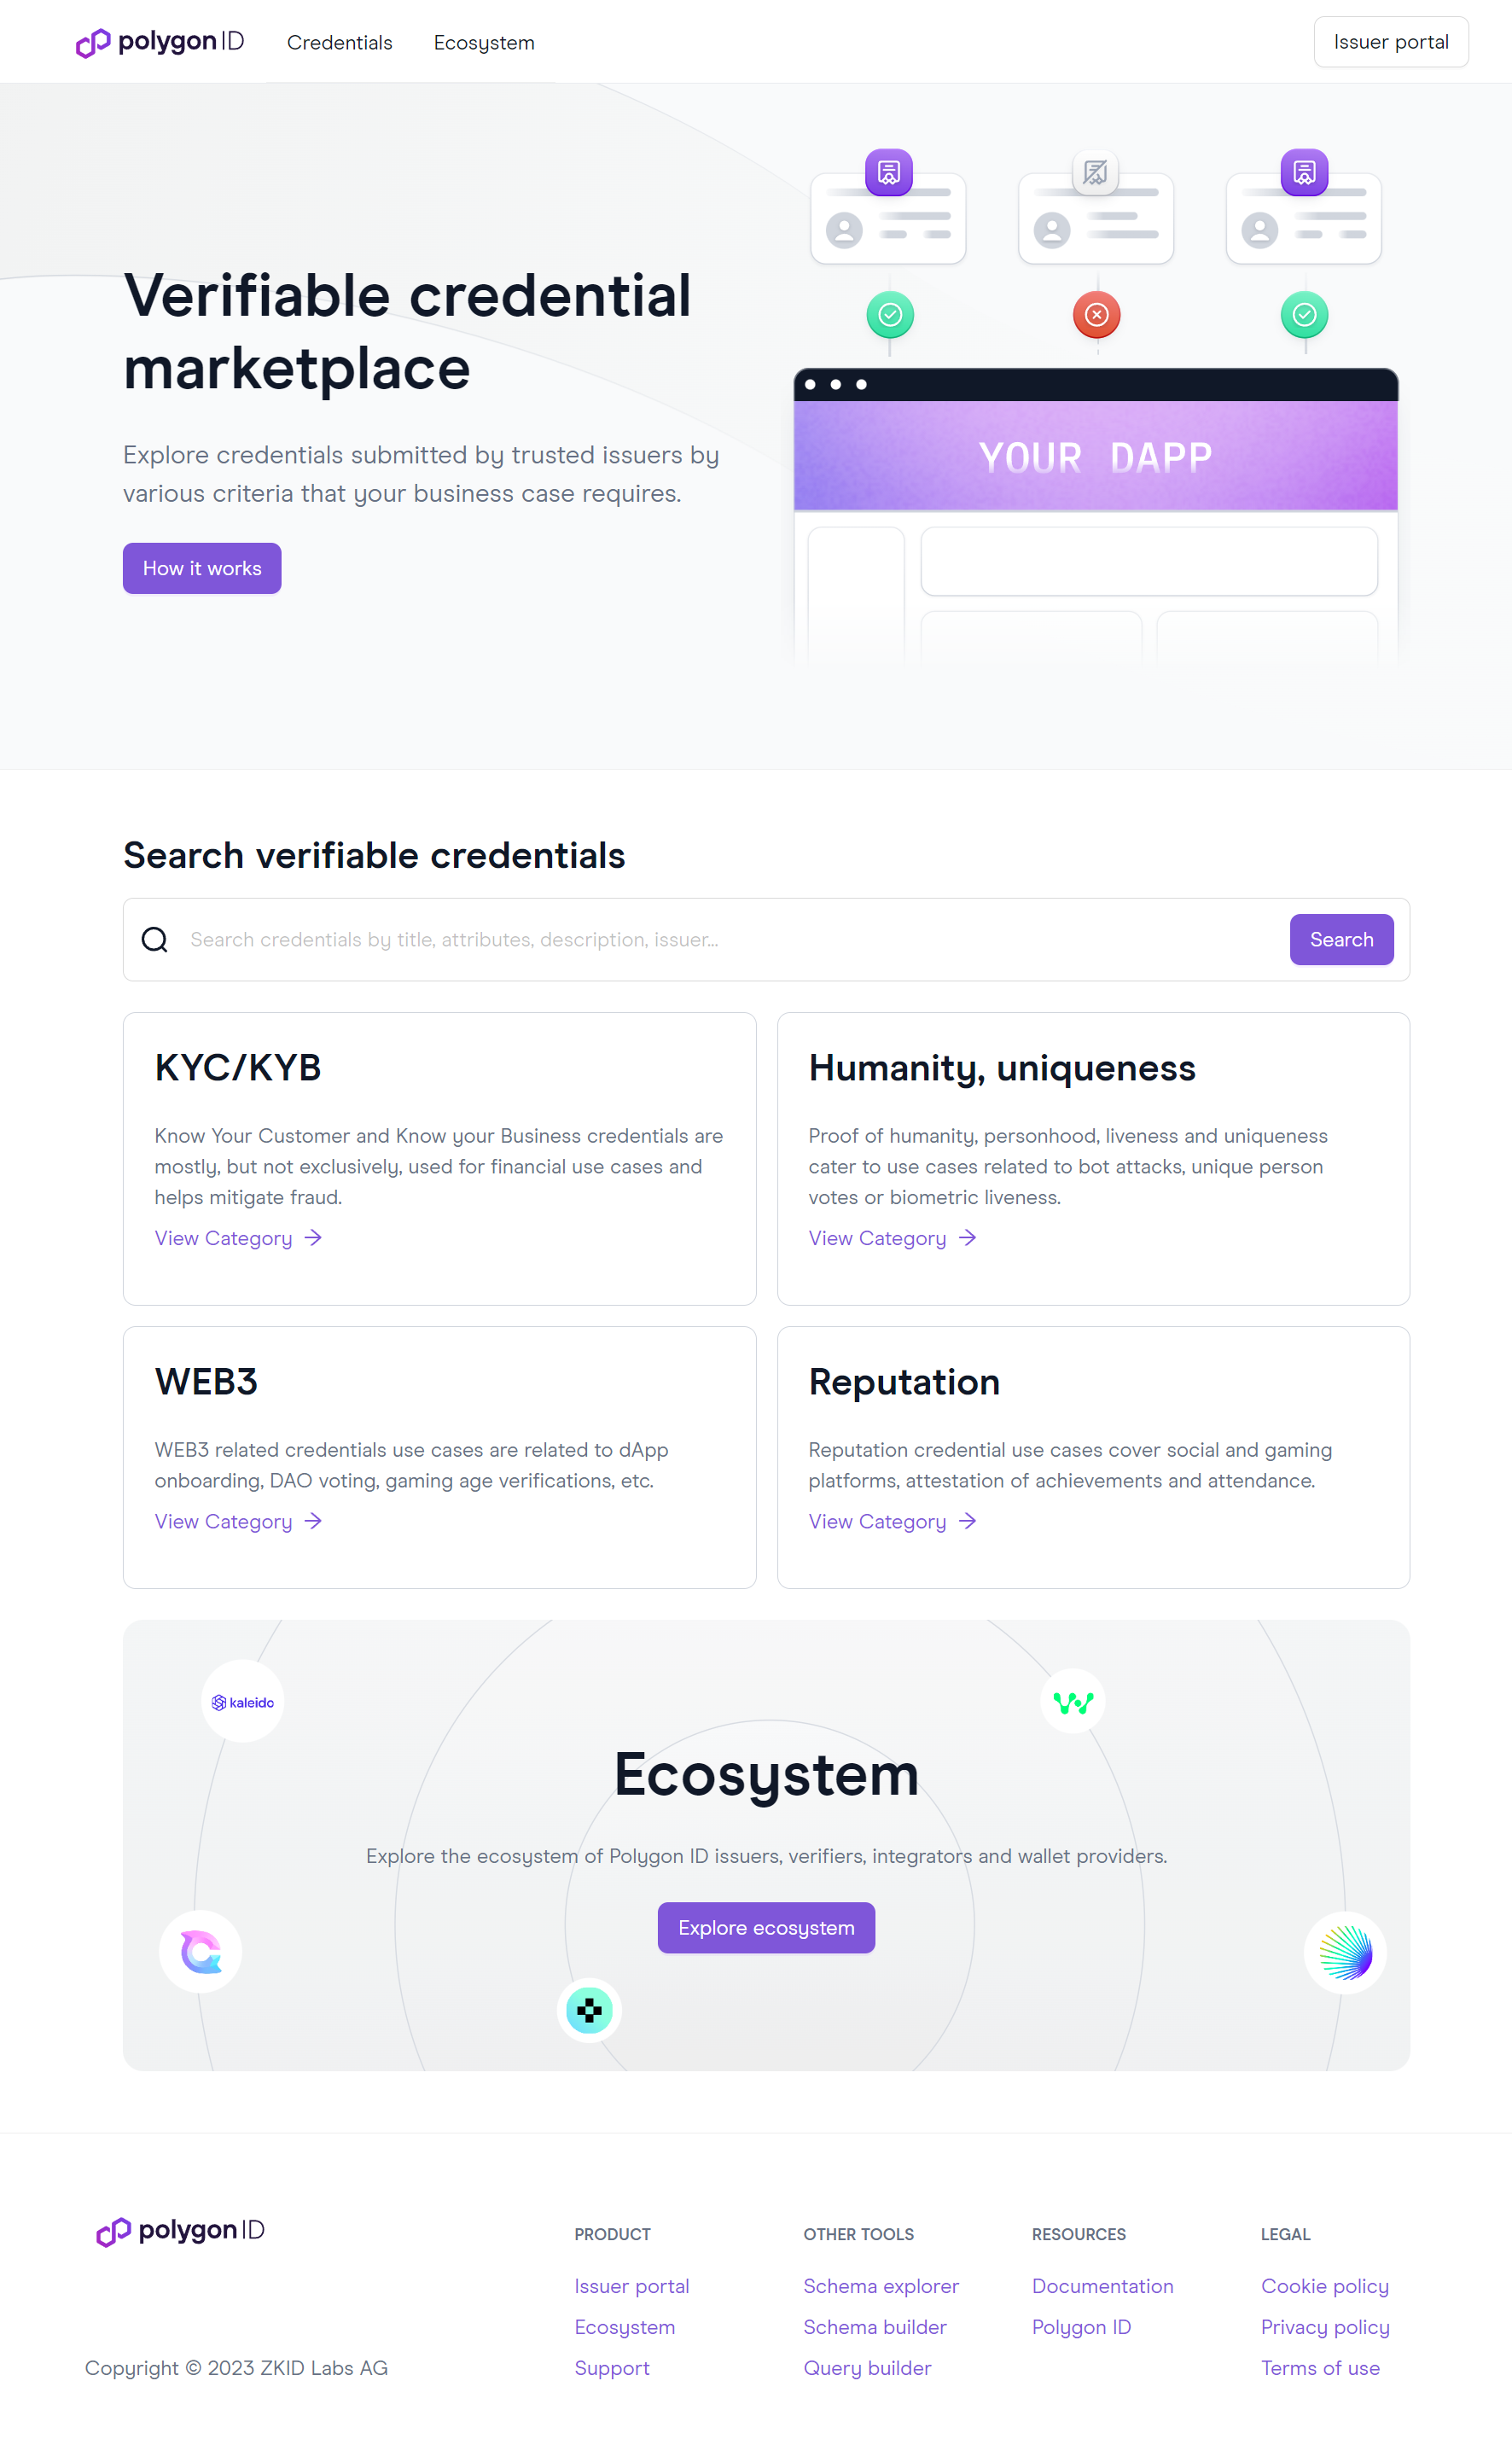 polygon ID
Credentials
Ecosystem
Issuer portal
Verifiable credential
marketplace
Explore credentials submitted by trusted issuers by
various criteria that your business case requires.
How it works
YOUR DAPP
Search verifiable credentials
Search credentials by title, attributes, description, issuer...
Search
KYC/KYB
Know Your Customer and Know your Business credentials are
mostly, but not exclusively, used for financial use cases and
helps mitigate fraud.
View Category
Humanity, uniqueness
Proof of humanity, personhood, liveness and uniqueness
cater to use cases related to bot attacks, unique person
votes or biometric liveness.
View Category
WEB3
WEB3 related credentials use cases are related to dApp
onboarding, DAO voting, gaming age verifications, etc.
View Category
Reputation
Reputation credential use cases cover social and gaming
platforms, attestation of achievements and attendance.
View Category
kaleido
Ecosystem
Explore the ecosystem of Polygon ID issuers, verifiers, integrators and wallet providers.
Explore ecosystem
polygon ID
Copyright © 2023 ZKID Labs AG
PRODUCT
Issuer portal
Ecosystem
Support
OTHER TOOLS
Schema explorer
Schema builder
Query builder
RESOURCES
Documentation
Polygon ID
LEGAL
Cookie policy
Privacy policy
Terms of use